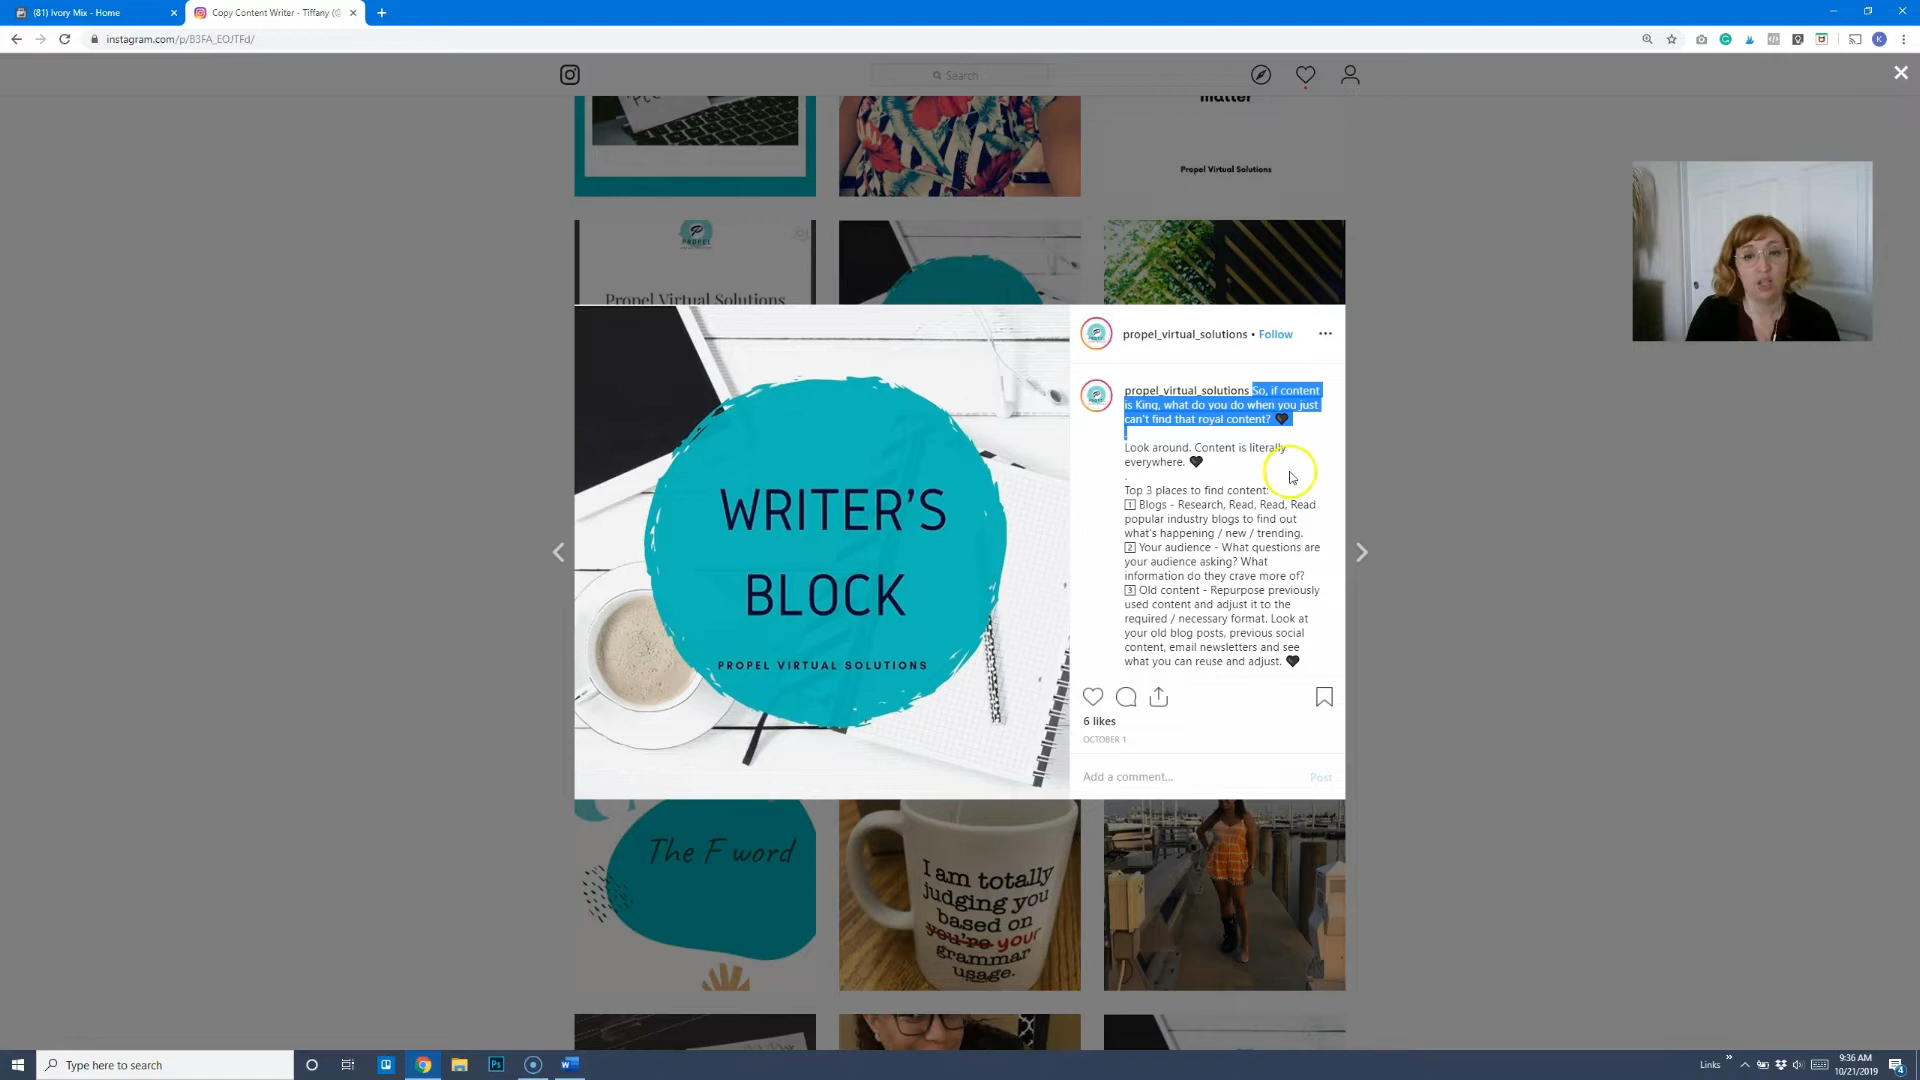 (81) Ivory Mix - Home
Copy Content Writer - Tiffany (@
instagram.com/p/B3FA_EOJTFd/
Search
matter
Propel Virtual Solutions
PROPEL
Propel Virtual Solutions
WRITER'S
BLOCK
PROPEL VIRTUAL SOLUTIONS
propel_virtual_solutions • Follow
propel_virtual_solutions So, if content
is King, what do you do when you just
can't find that royal content? 🖤
.
Look around. Content is literally
everywhere. 🖤
.
Top 3 places to find content:
1 Blogs - Research, Read, Read, Read
popular industry blogs to find out
what's happening / new / trending.
2 Your audience - What questions are
your audience asking? What
information do they crave more of?
3 Old content - Repurpose previously
used content and adjust it to the
required / necessary format. Look at
your old blog posts, previous social
content, email newsletters and see
what you can reuse and adjust. 🖤
6 likes
OCTOBER 1
Add a comment...
Post
The F word
I am totally
judging you
based on
you're your
grammar
usage.
Type here to search
Links
9:36 AM
10/21/2019
4